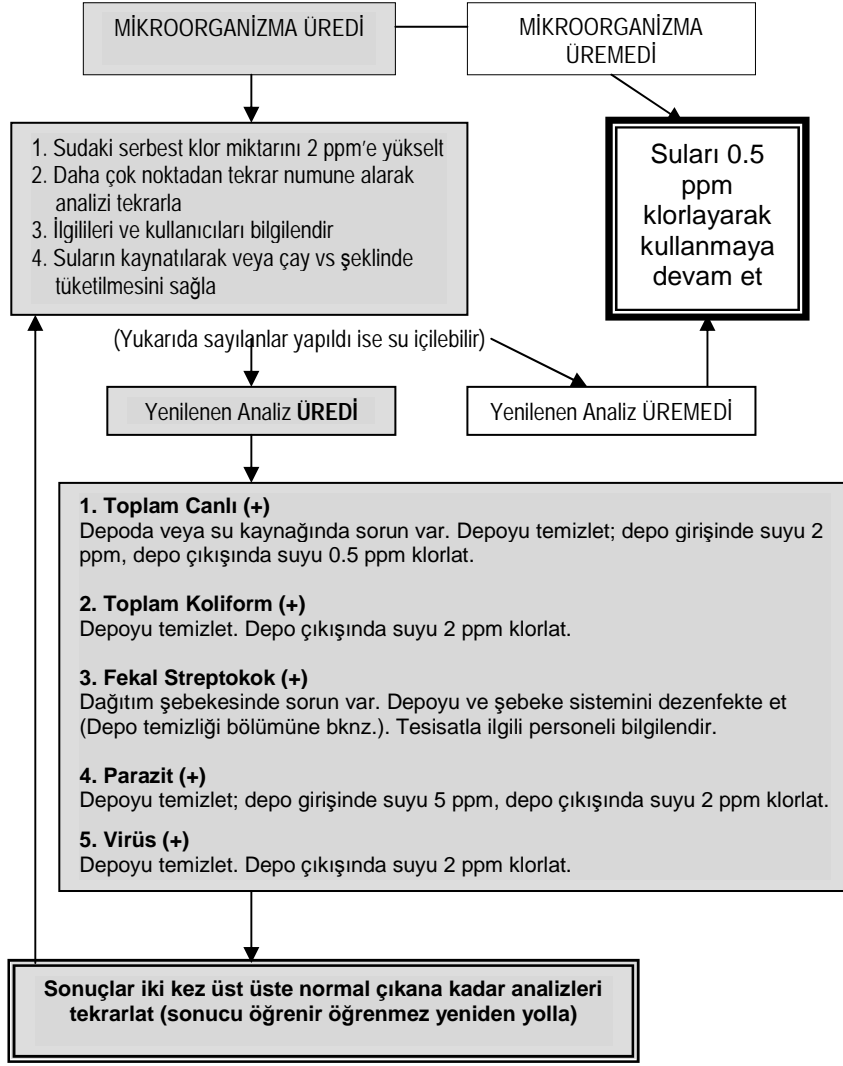 MİKROORGANİZMA ÜREDİ
MİKROORGANİZMA
ÜREMEDİ
1. Sudaki serbest klor miktarını 2 ppm'e yükselt
2. Daha çok noktadan tekrar numune alarak
analizi tekrarla
3. İlgilileri ve kullanıcıları bilgilendir
4. Suların kaynatılarak veya çay vs şeklinde
tüketilmesini sağla
Suları 0.5
ppm
klorlayarak
kullanmaya
devam et
(Yukarıda sayılanlar yapıldı ise su içilebilir)
Yenilenen Analiz ÜREDİ
Yenilenen Analiz ÜREMEDİ
1. Toplam Canlı (+)
Depoda veya su kaynağında sorun var. Depoyu temizlet; depo girişinde suyu 2
ppm, depo çıkışında suyu 0.5 ppm klorlat.
2. Toplam Koliform (+)
Depoyu temizlet. Depo çıkışında suyu 2 ppm klorlat.
3. Fekal Streptokok (+)
Dağıtım şebekesinde sorun var. Depoyu ve şebeke sistemini dezenfekte et
(Depo temizliği bölümüne bknz.). Tesisatla ilgili personeli bilgilendir.
4. Parazit (+)
Depoyu temizlet; depo girişinde suyu 5 ppm, depo çıkışında suyu 2 ppm klorlat.
5. Virüs (+)
Depoyu temizlet. Depo çıkışında suyu 2 ppm klorlat.
Sonuçlar iki kez üst üste normal çıkana kadar analizleri
tekrarlat (sonucu öğrenir öğrenmez yeniden yolla)